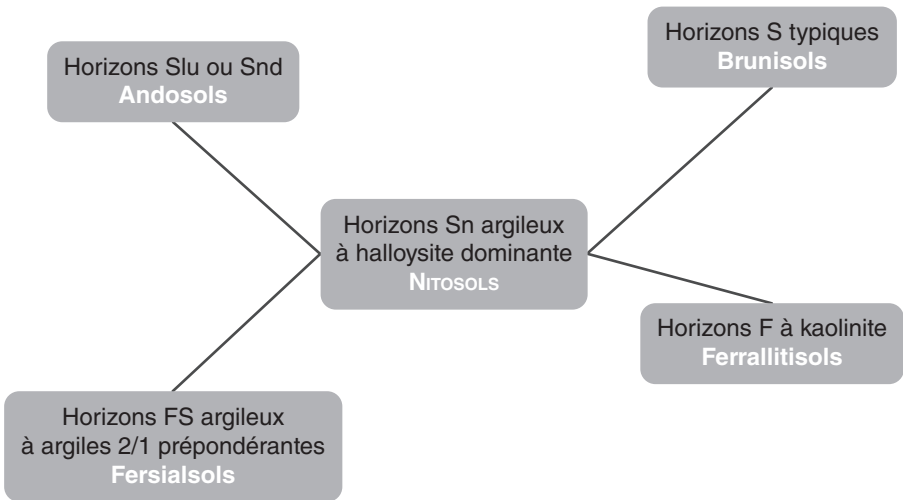 Horizons Slu ou Snd
Andosols
Horizons S typiques
Brunisols
Horizons Sn argileux
à halloysite dominante
NITOSOLS
Horizons F à kaolinite
Ferrallitisols
Horizons FS argileux
à argiles 2/1 prépondérantes
Fersialsols